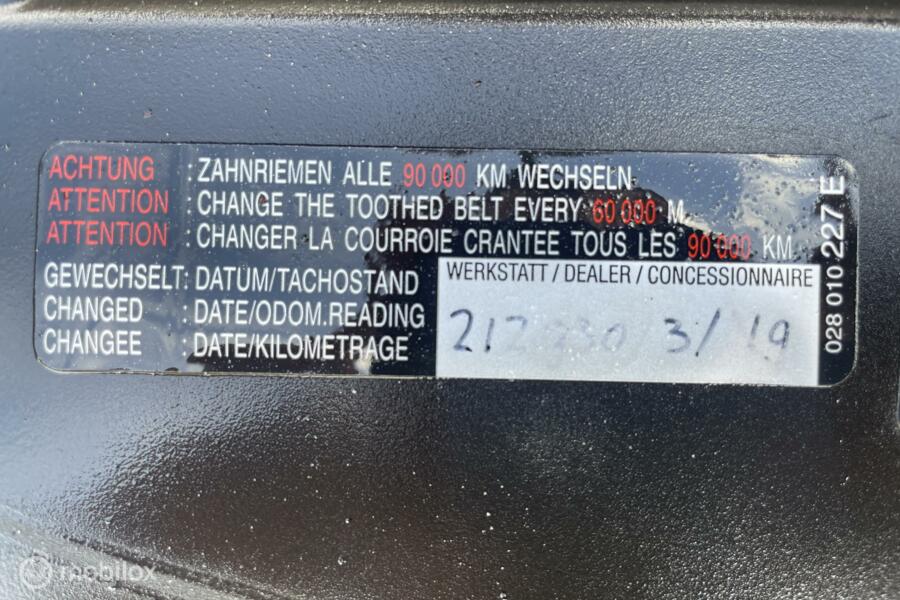 ACHTUNG : ZAHNRIEMEN ALLE 90 000 KM WECHSELN
ATTENTION : CHANGE THE TOOTHED BELT EVERY 60 000 M
ATTENTION : CHANGER LA COURROIE CRANTEE TOUS LES 90 000 KM
GEWECHSELT: DATUM/TACHOSTAND
CHANGED : DATE/ODOM.READING
CHANGEE : DATE/KILOMETRAGE
WERKSTATT / DEALER / CONCESSIONNAIRE
3/ 19
028 010 227 E
mobilox